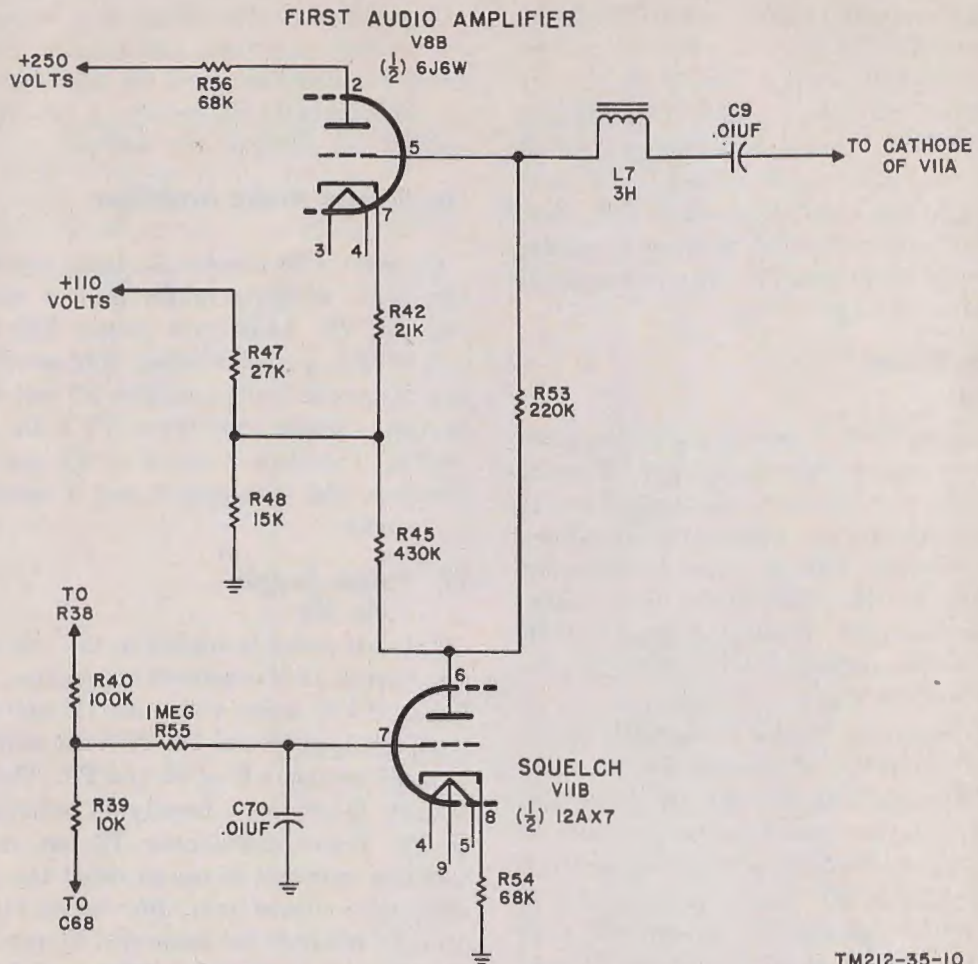 FIRST AUDIO AMPLIFIER
V8B
(1/2) 6J6W
+250
VOLTS
R56
68K
2
5
7
3
4
L7
3H
C9
.01UF
TO CATHODE
OF V11A
+110
VOLTS
R47
27K
R42
21K
R53
220K
R48
15K
R45
430K
TO
R38
R40
100K
1 MEG
R55
R39
10K
TO
C68
C70
.01UF
6
7
8
4
9
5
SQUELCH
V11B
(1/2) 12AX7
R54
68K
TM212-35-10